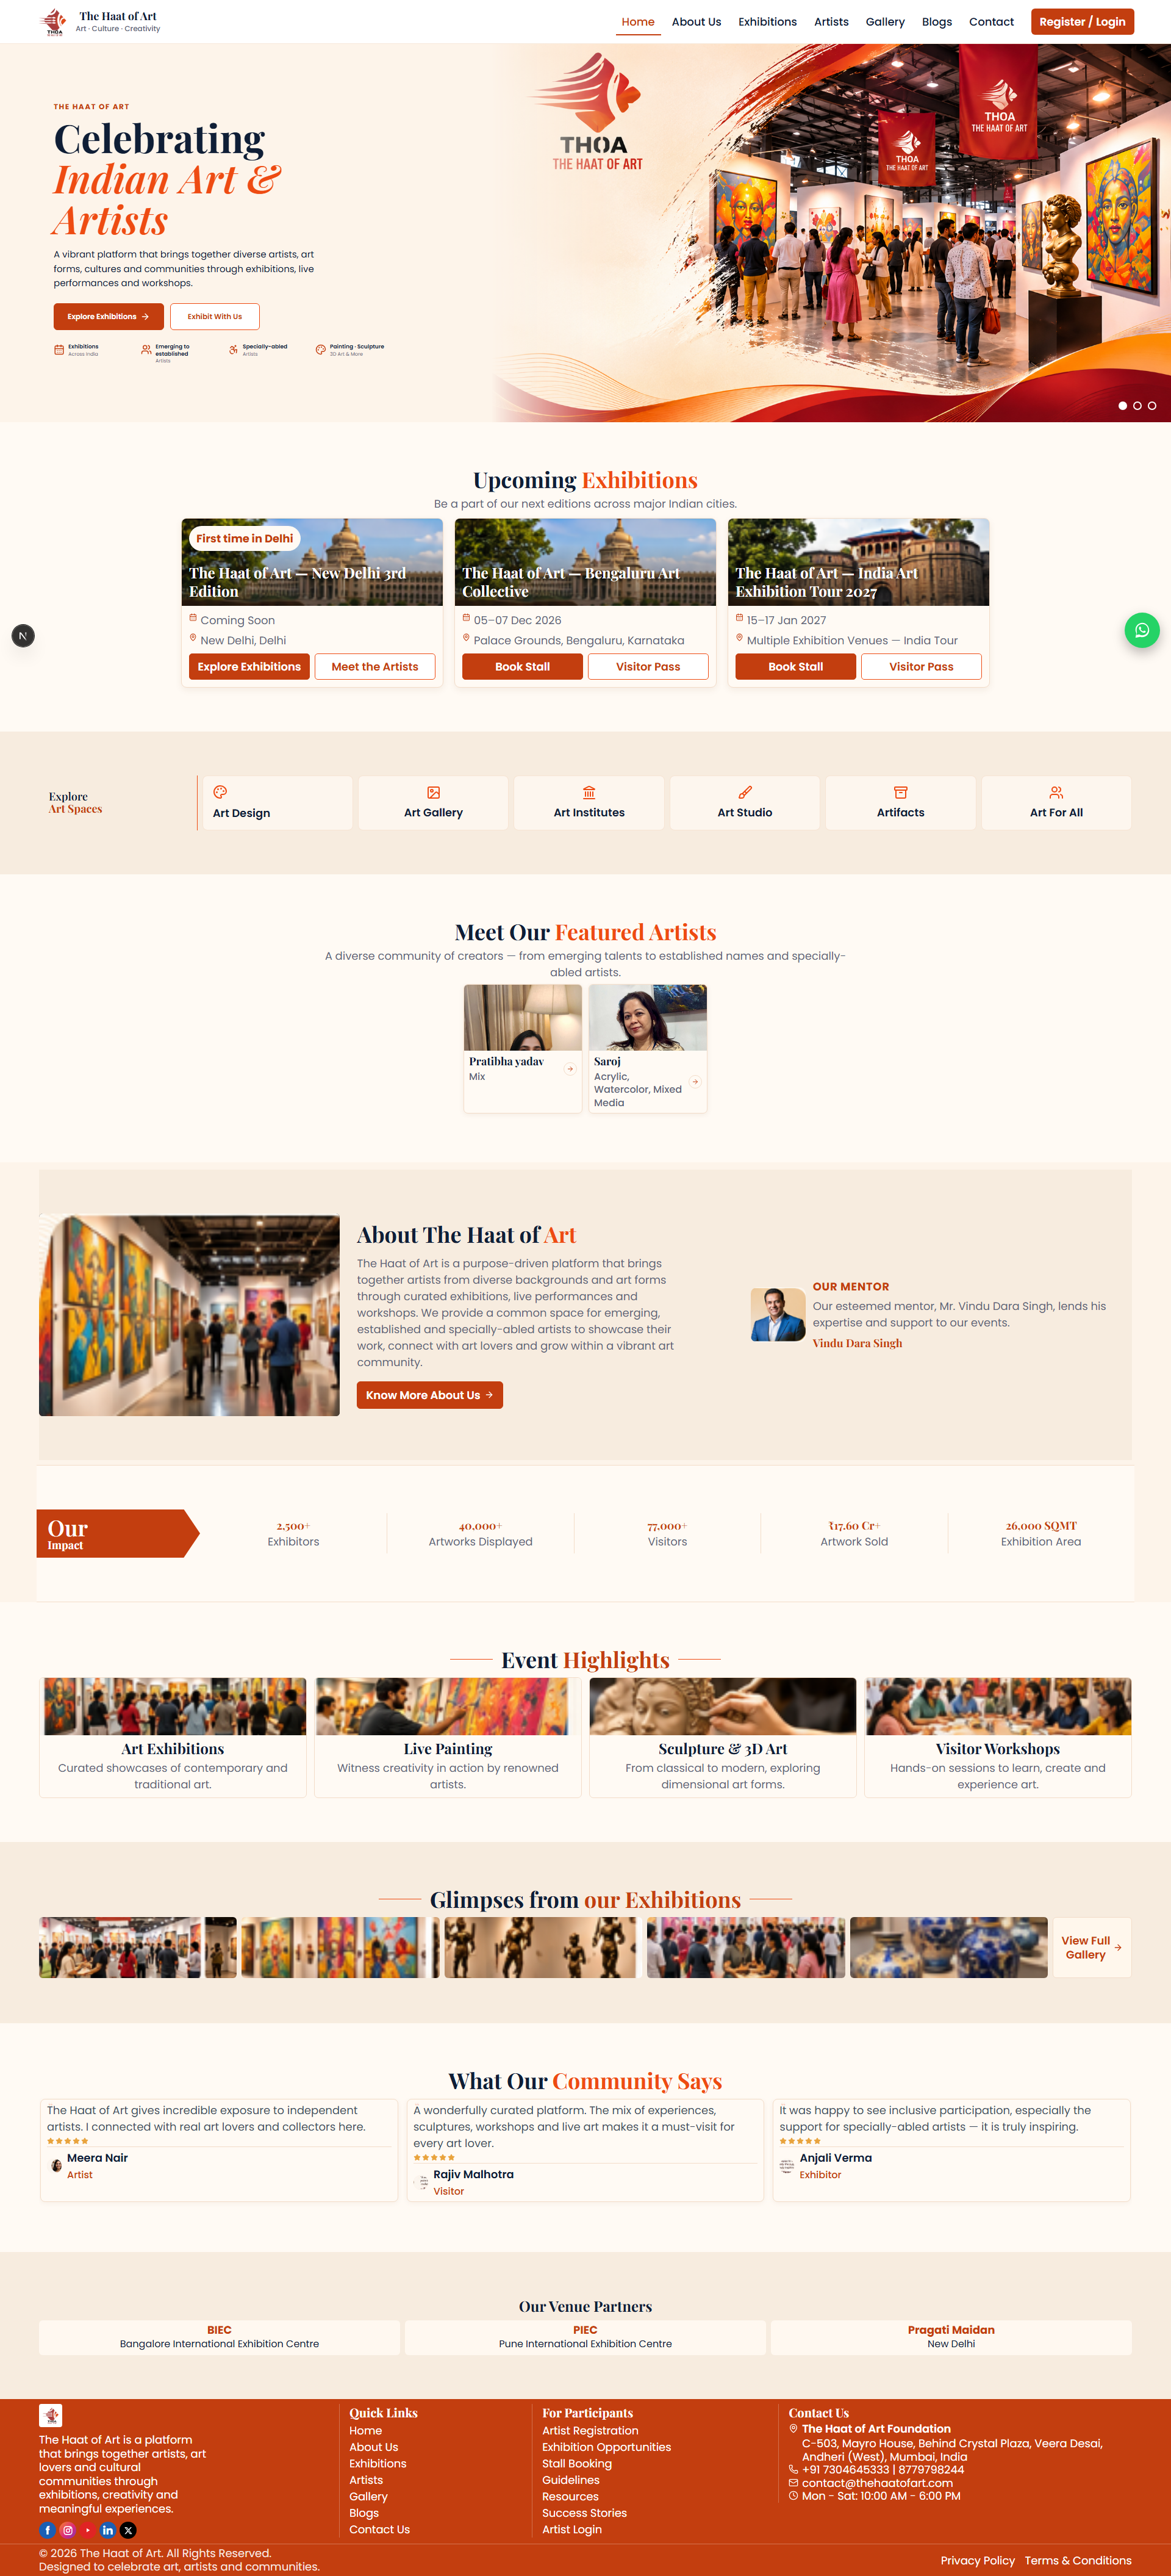 THOA
The Haat of Art
Art · Culture · Creativity
Home
About Us
Exhibitions
Artists
Gallery
Blogs
Contact
Register / Login
THE HAAT OF ART
Celebrating
Indian Art &
Artists
A vibrant platform that brings together diverse artists, art
forms, cultures and communities through exhibitions, live
performances and workshops.
Explore Exhibitions →
Exhibit With Us
Exhibitions
Across India
Emerging to
established
Artists
Specially-abled
Artists
Painting · Sculpture
3D Art & More
THOA
THE HAAT OF ART
THOA
THE HAAT OF ART
THOA
THE HAAT OF ART
Upcoming Exhibitions
Be a part of our next editions across major Indian cities.
First time in Delhi
The Haat of Art — New Delhi 3rd
Edition
Coming Soon
New Delhi, Delhi
Explore Exhibitions
Meet the Artists
The Haat of Art — Bengaluru Art
Collective
05–07 Dec 2026
Palace Grounds, Bengaluru, Karnataka
Book Stall
Visitor Pass
The Haat of Art — India Art
Exhibition Tour 2027
15–17 Jan 2027
Multiple Exhibition Venues — India Tour
Book Stall
Visitor Pass
N
Explore
Art Spaces
Art Design
Art Gallery
Art Institutes
Art Studio
Artifacts
Art For All
Meet Our Featured Artists
A diverse community of creators — from emerging talents to established names and specially-
abled artists.
Pratibha yadav
Mix
Saroj
Acrylic,
Watercolor, Mixed
Media
About The Haat of Art
The Haat of Art is a purpose-driven platform that brings
together artists from diverse backgrounds and art forms
through curated exhibitions, live performances and
workshops. We provide a common space for emerging,
established and specially-abled artists to showcase their
work, connect with art lovers and grow within a vibrant art
community.
Know More About Us →
OUR MENTOR
Our esteemed mentor, Mr. Vindu Dara Singh, lends his
expertise and support to our events.
Vindu Dara Singh
Our
Impact
2,500+
Exhibitors
40,000+
Artworks Displayed
77,000+
Visitors
₹17.60 Cr+
Artwork Sold
26,000 SQMT
Exhibition Area
Event Highlights
Art Exhibitions
Curated showcases of contemporary and
traditional art.
Live Painting
Witness creativity in action by renowned
artists.
Sculpture & 3D Art
From classical to modern, exploring
dimensional art forms.
Visitor Workshops
Hands-on sessions to learn, create and
experience art.
Glimpses from our Exhibitions
View Full
Gallery →
What Our Community Says
The Haat of Art gives incredible exposure to independent
artists. I connected with real art lovers and collectors here.
★★★★★
Meera Nair
Artist
A wonderfully curated platform. The mix of experiences,
sculptures, workshops and live art makes it a must-visit for
every art lover.
★★★★★
Rajiv Malhotra
Visitor
It was happy to see inclusive participation, especially the
support for specially-abled artists — it is truly inspiring.
★★★★★
Anjali Verma
Exhibitor
Our Venue Partners
BIEC
Bangalore International Exhibition Centre
PIEC
Pune International Exhibition Centre
Pragati Maidan
New Delhi
The Haat of Art is a platform
that brings together artists, art
lovers and cultural
communities through
exhibitions, creativity and
meaningful experiences.
Quick Links
Home
About Us
Exhibitions
Artists
Gallery
Blogs
Contact Us
For Participants
Artist Registration
Exhibition Opportunities
Stall Booking
Guidelines
Resources
Success Stories
Artist Login
Contact Us
The Haat of Art Foundation
C-503, Mayro House, Behind Crystal Plaza, Veera Desai,
Andheri (West), Mumbai, India
+91 7304645333 | 8779798244
contact@thehaatofart.com
Mon - Sat: 10:00 AM - 6:00 PM
© 2026 The Haat of Art. All Rights Reserved.
Designed to celebrate art, artists and communities.
Privacy Policy
Terms & Conditions